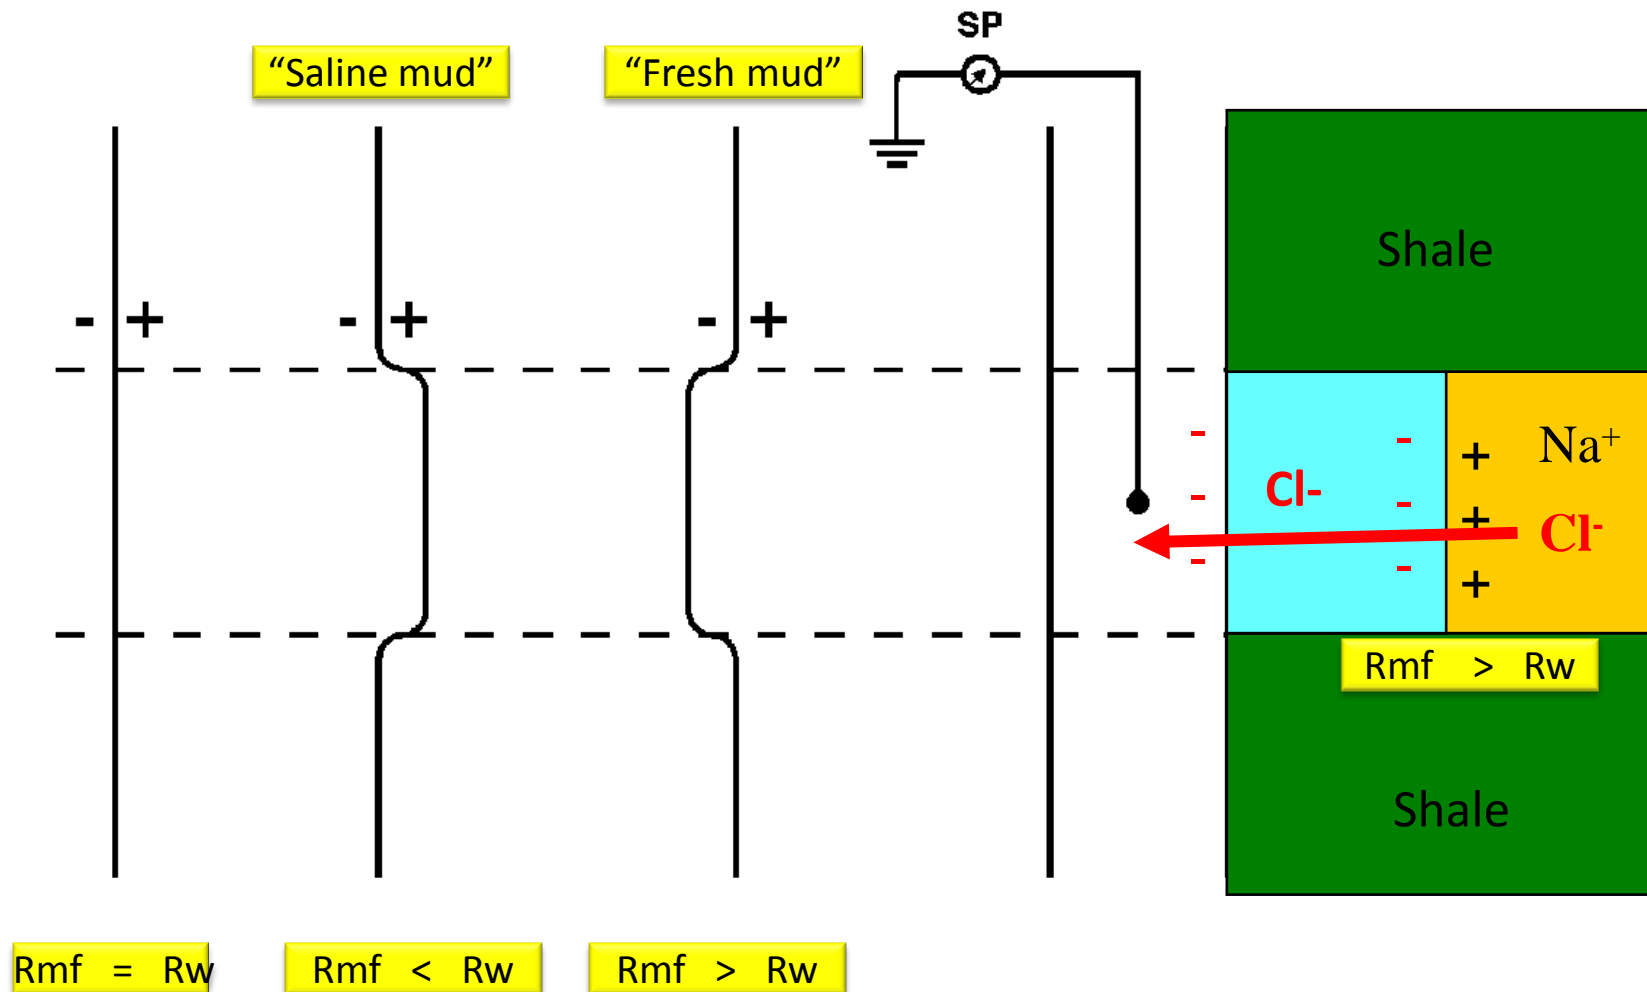 SP
“Saline mud”
“Fresh mud”
Shale
- +
- +
- +
Na⁺
Cl-
Cl⁻
- - -
- - -
+ + +
Rmf > Rw
Shale
Rmf = Rw
Rmf < Rw
Rmf > Rw